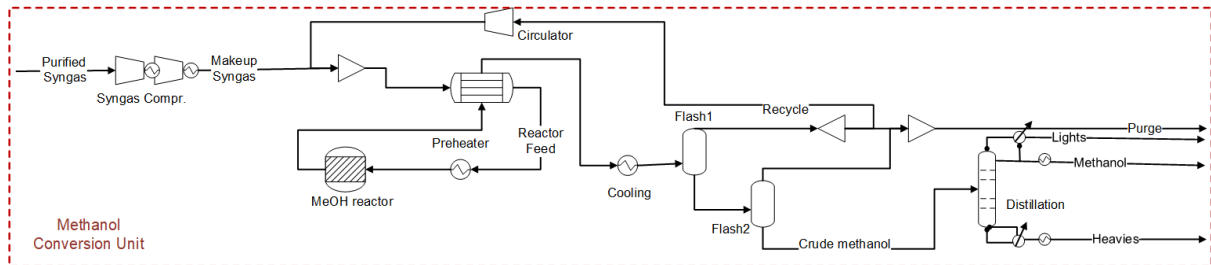 Circulator
Purified
Syngas
Makeup
Syngas
Syngas Compr.
Recycle
Flash1
Reactor
Feed
Preheater
Purge
Lights
Methanol
Cooling
MeOH reactor
Distillation
Flash2
Crude methanol
Heavies
Methanol
Conversion Unit